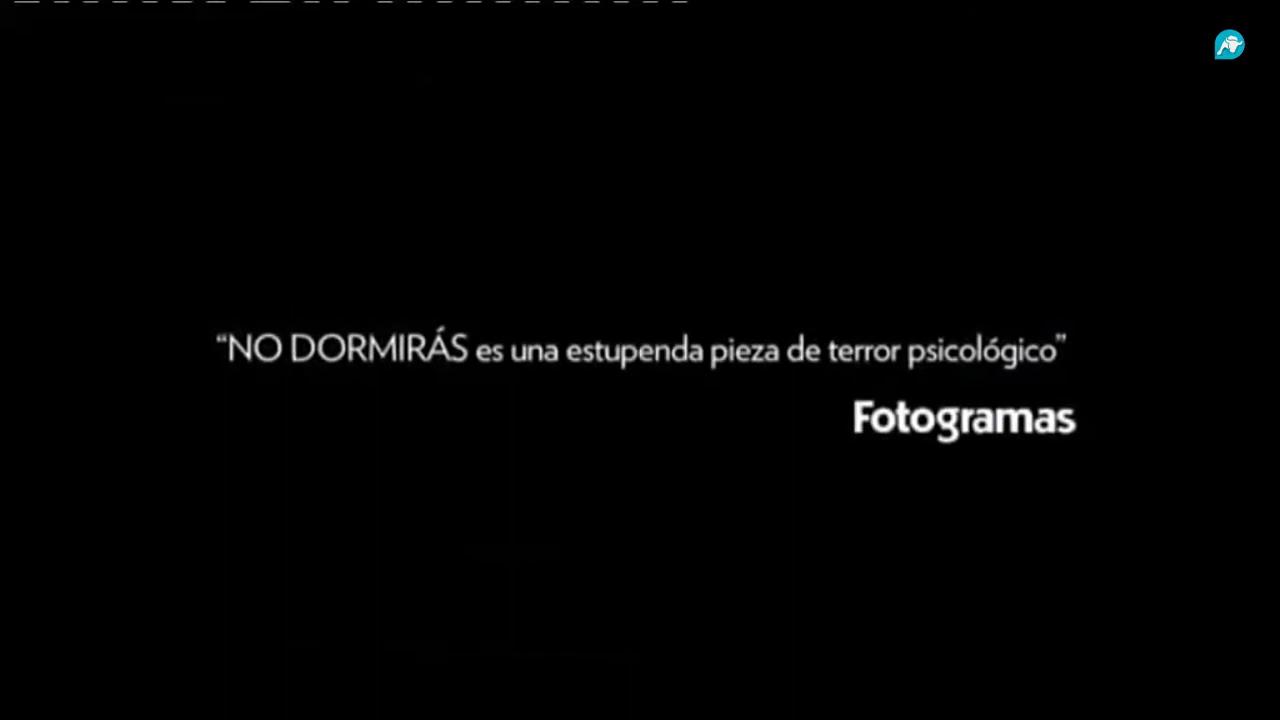 “NO DORMIRÁS es una estupenda pieza de terror psicológico”
Fotogramas